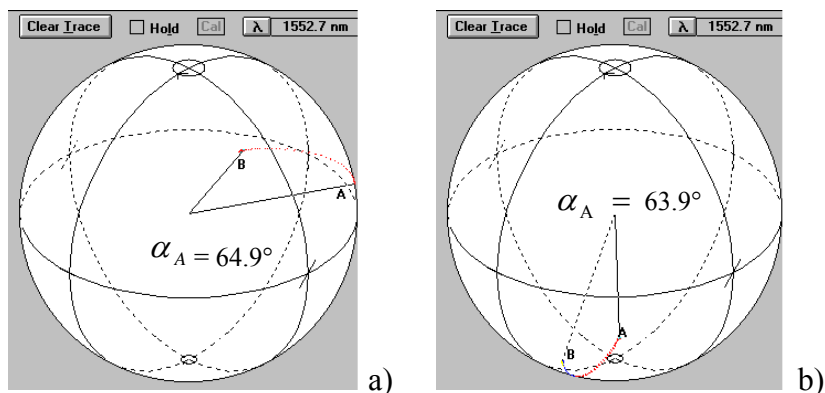 Clear Trace Hold Cal λ 1552.7 nm
B
A
α_A = 64.9°
a)
Clear Trace Hold Cal λ 1552.7 nm
α_A = 63.9°
A
B
b)